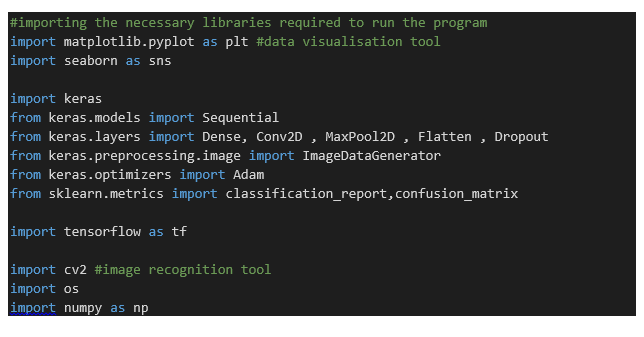 #importing the necessary libraries required to run the program
import matplotlib.pyplot as plt #data visualisation tool
import seaborn as sns
import keras
from keras.models import Sequential
from keras.layers import Dense, Conv2D , MaxPool2D , Flatten , Dropout
from keras.preprocessing.image import ImageDataGenerator
from keras.optimizers import Adam
from sklearn.metrics import classification_report,confusion_matrix
import tensorflow as tf
import cv2 #image recognition tool
import os
import numpy as np